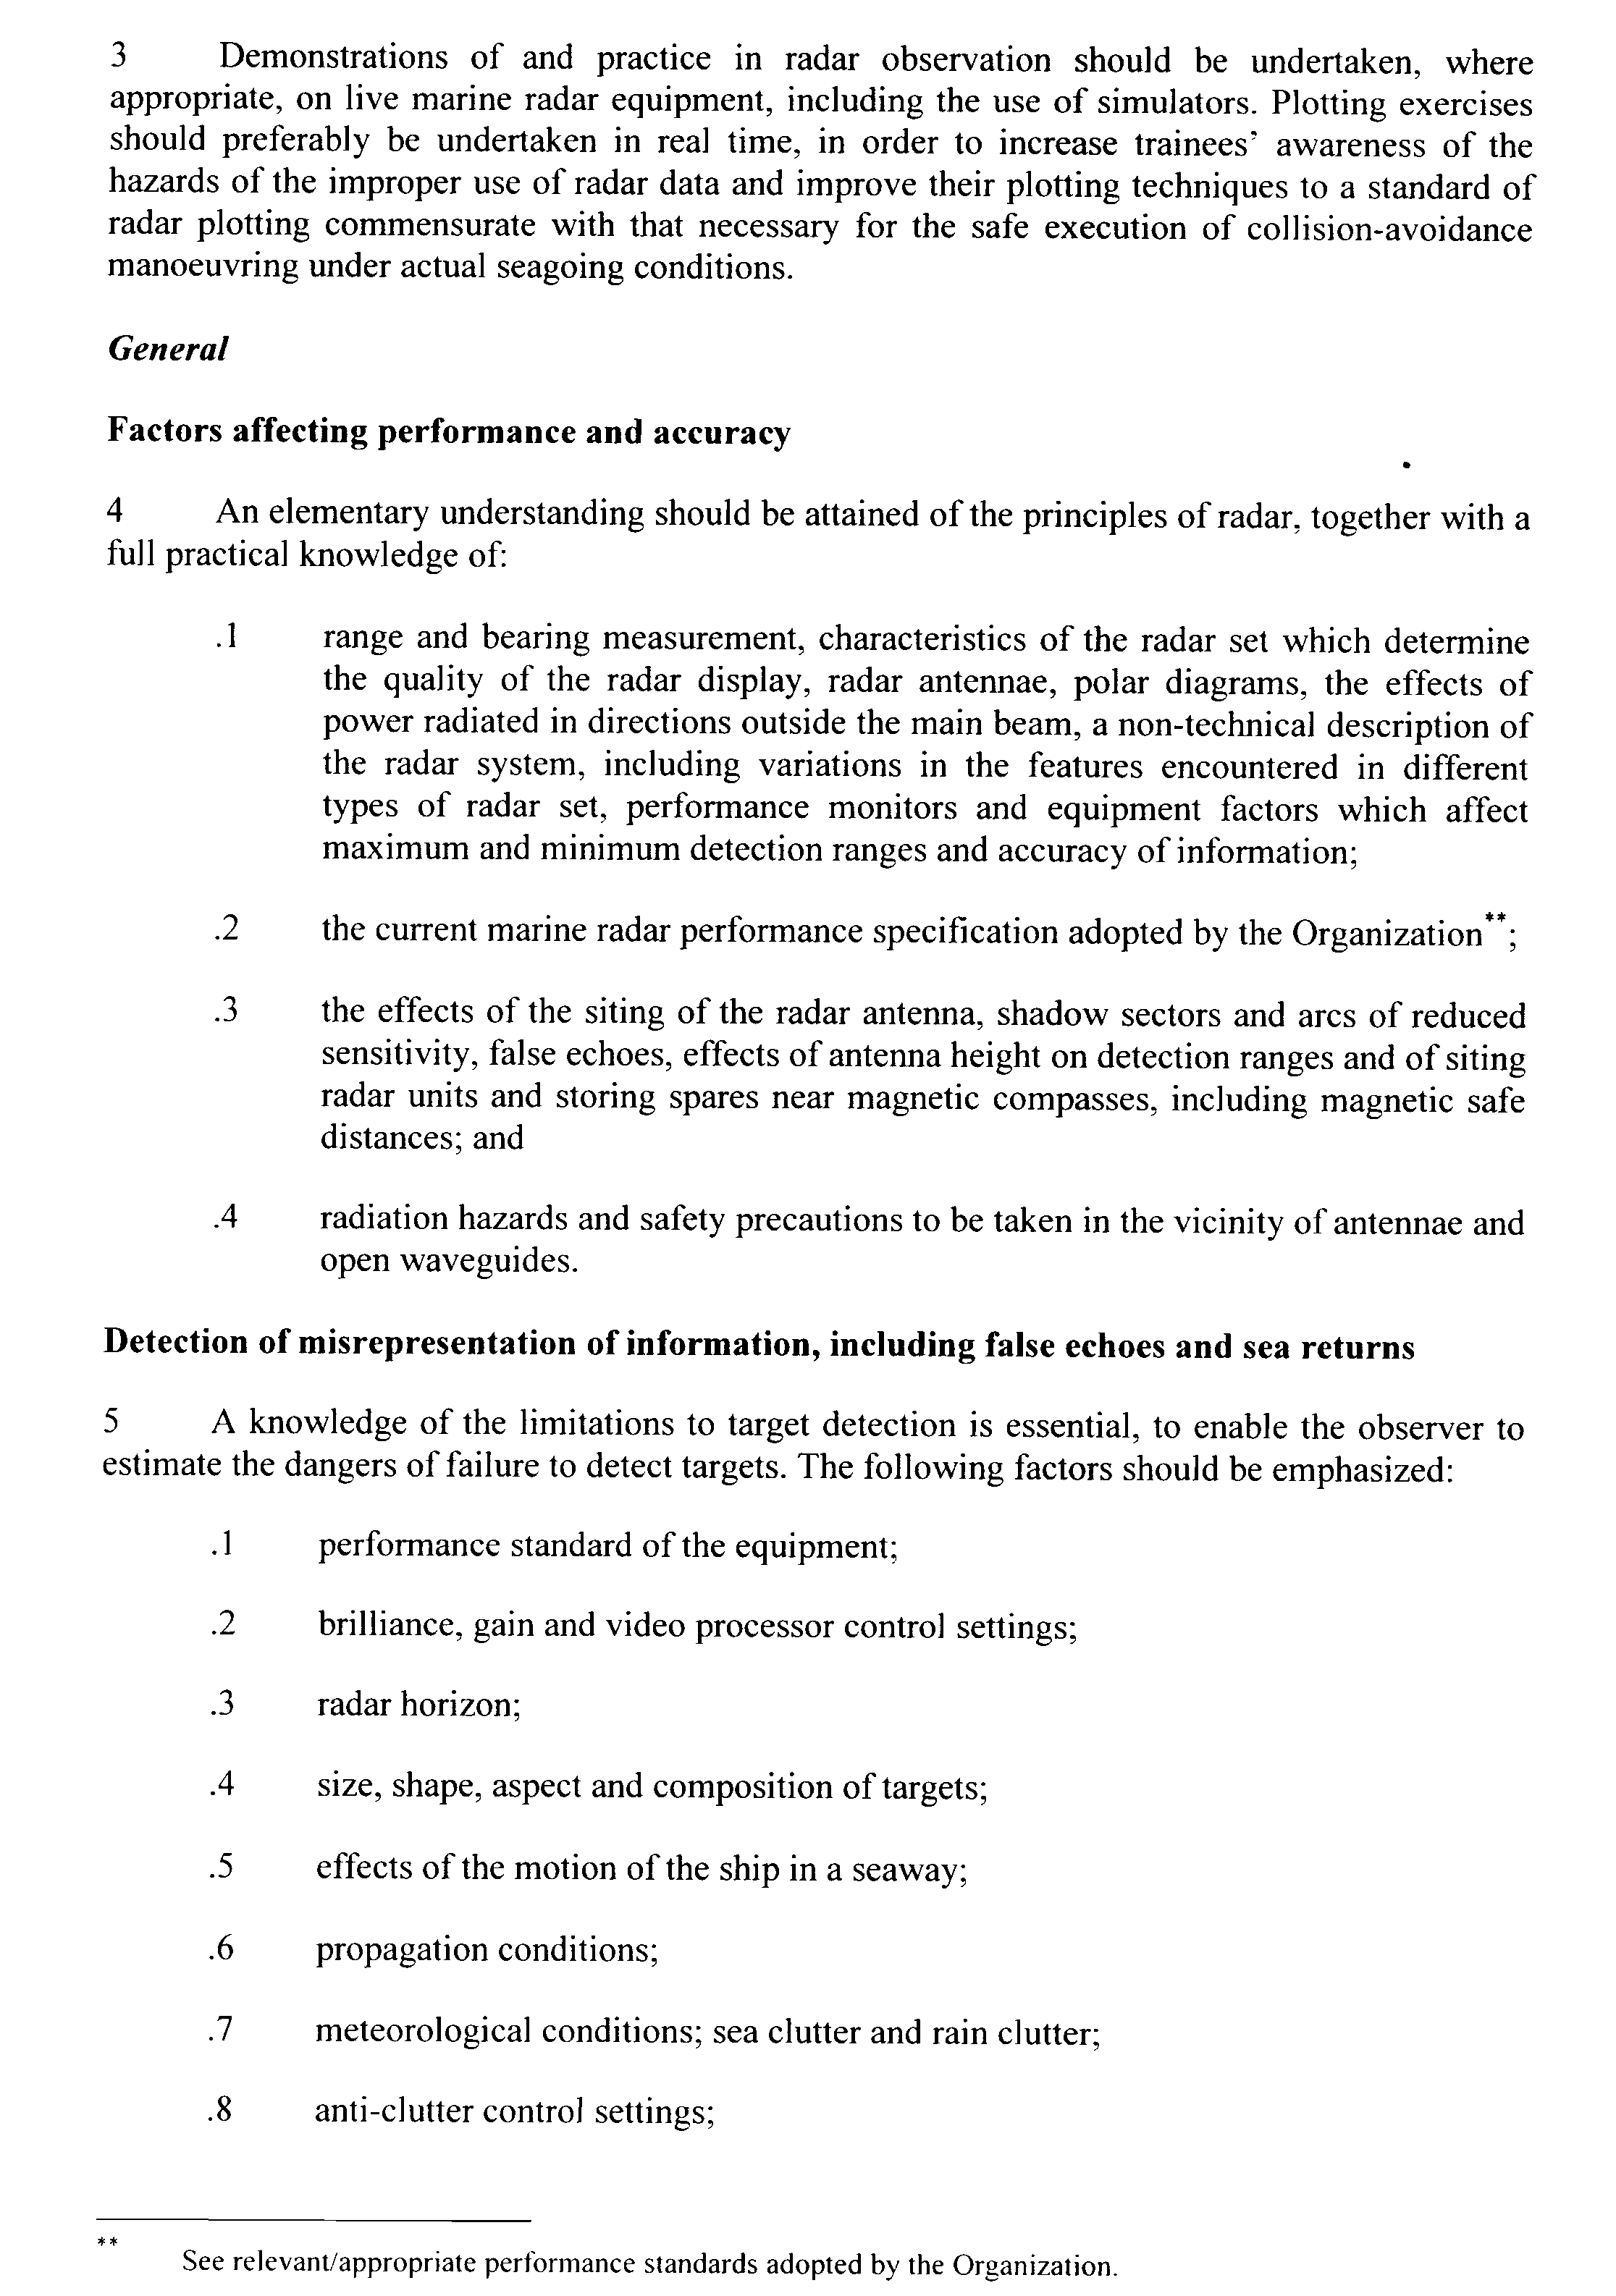 3 Demonstrations of and practice in radar observation should be undertaken, where
appropriate, on live marine radar equipment, including the use of simulators. Plotting exercises
should preferably be undertaken in real time, in order to increase trainees' awareness of the
hazards of the improper use of radar data and improve their plotting techniques to a standard of
radar plotting commensurate with that necessary for the safe execution of collision-avoidance
manoeuvring under actual seagoing conditions.
General
Factors affecting performance and accuracy
4 An elementary understanding should be attained of the principles of radar, together with a
full practical knowledge of:
.1 range and bearing measurement, characteristics of the radar set which determine
the quality of the radar display, radar antennae, polar diagrams, the effects of
power radiated in directions outside the main beam, a non-technical description of
the radar system, including variations in the features encountered in different
types of radar set, performance monitors and equipment factors which affect
maximum and minimum detection ranges and accuracy of information;
.2 the current marine radar performance specification adopted by the Organization**;
.3 the effects of the siting of the radar antenna, shadow sectors and arcs of reduced
sensitivity, false echoes, effects of antenna height on detection ranges and of siting
radar units and storing spares near magnetic compasses, including magnetic safe
distances; and
.4 radiation hazards and safety precautions to be taken in the vicinity of antennae and
open waveguides.
Detection of misrepresentation of information, including false echoes and sea returns
5 A knowledge of the limitations to target detection is essential, to enable the observer to
estimate the dangers of failure to detect targets. The following factors should be emphasized:
.1 performance standard of the equipment;
.2 brilliance, gain and video processor control settings;
.3 radar horizon;
.4 size, shape, aspect and composition of targets;
.5 effects of the motion of the ship in a seaway;
.6 propagation conditions;
.7 meteorological conditions; sea clutter and rain clutter;
.8 anti-clutter control settings;
** See relevant/appropriate performance standards adopted by the Organization.